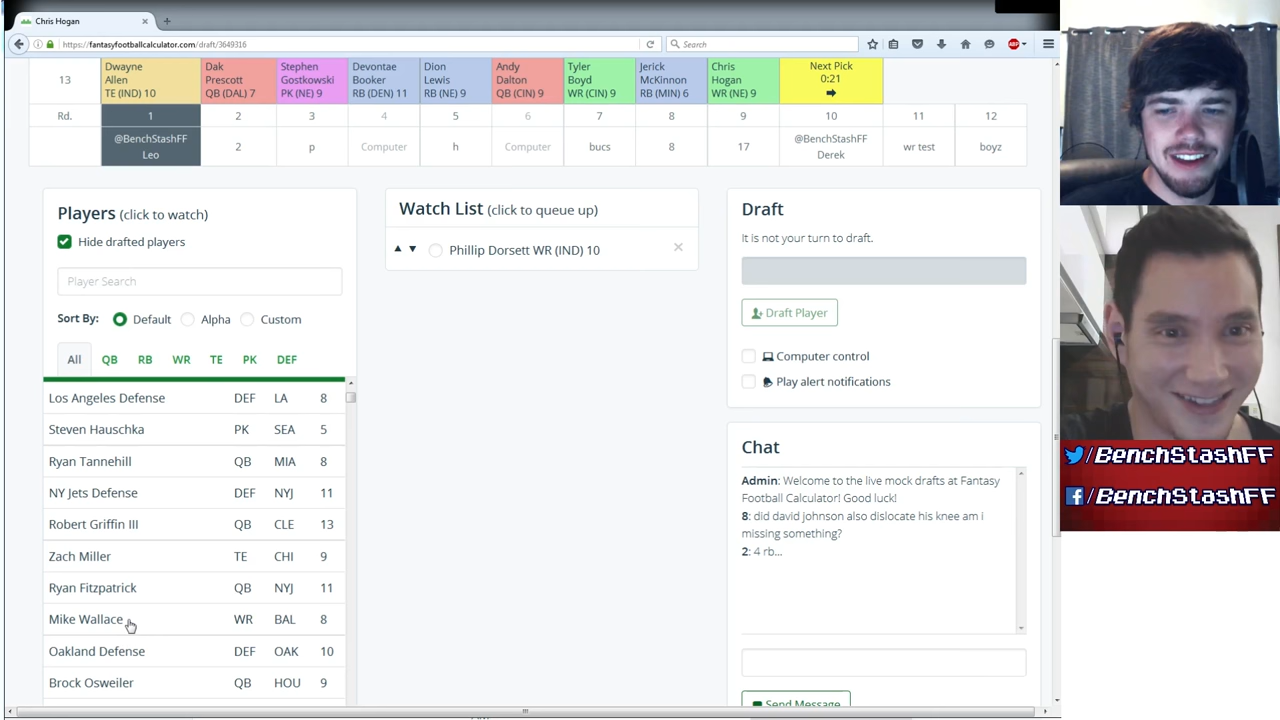 Chris Hogan
https://fantasyfootballcalculator.com/draft/3649316
Search
ABP
13
Dwayne Allen TE (IND) 10
Dak Prescott QB (DAL) 7
Stephen Gostkowski PK (NE) 9
Devontae Booker RB (DEN) 11
Dion Lewis RB (NE) 9
Andy Dalton QB (CIN) 9
Tyler Boyd WR (CIN) 9
Jerick McKinnon RB (MIN) 6
Chris Hogan WR (NE) 9
Next Pick 0:21
Rd. 1 2 3 4 5 6 7 8 9 10 11 12
@BenchStashFF Leo
2
p
Computer
h
Computer
bucs
8
17
@BenchStashFF Derek
wr test
boyz
Players (click to watch)
Hide drafted players
Player Search
Sort By: Default Alpha Custom
All QB RB WR TE PK DEF
Los Angeles Defense DEF LA 8
Steven Hauschka PK SEA 5
Ryan Tannehill QB MIA 8
NY Jets Defense DEF NYJ 11
Robert Griffin III QB CLE 13
Zach Miller TE CHI 9
Ryan Fitzpatrick QB NYJ 11
Mike Wallace WR BAL 8
Oakland Defense DEF OAK 10
Brock Osweiler QB HOU 9
Watch List (click to queue up)
Phillip Dorsett WR (IND) 10
Draft
It is not your turn to draft.
Draft Player
Computer control
Play alert notifications
Chat
Admin: Welcome to the live mock drafts at Fantasy
Football Calculator! Good luck!
8: did david johnson also dislocate his knee am i
missing something?
2: 4 rb...
Send Message
/BenchStashFF
/BenchStashFF